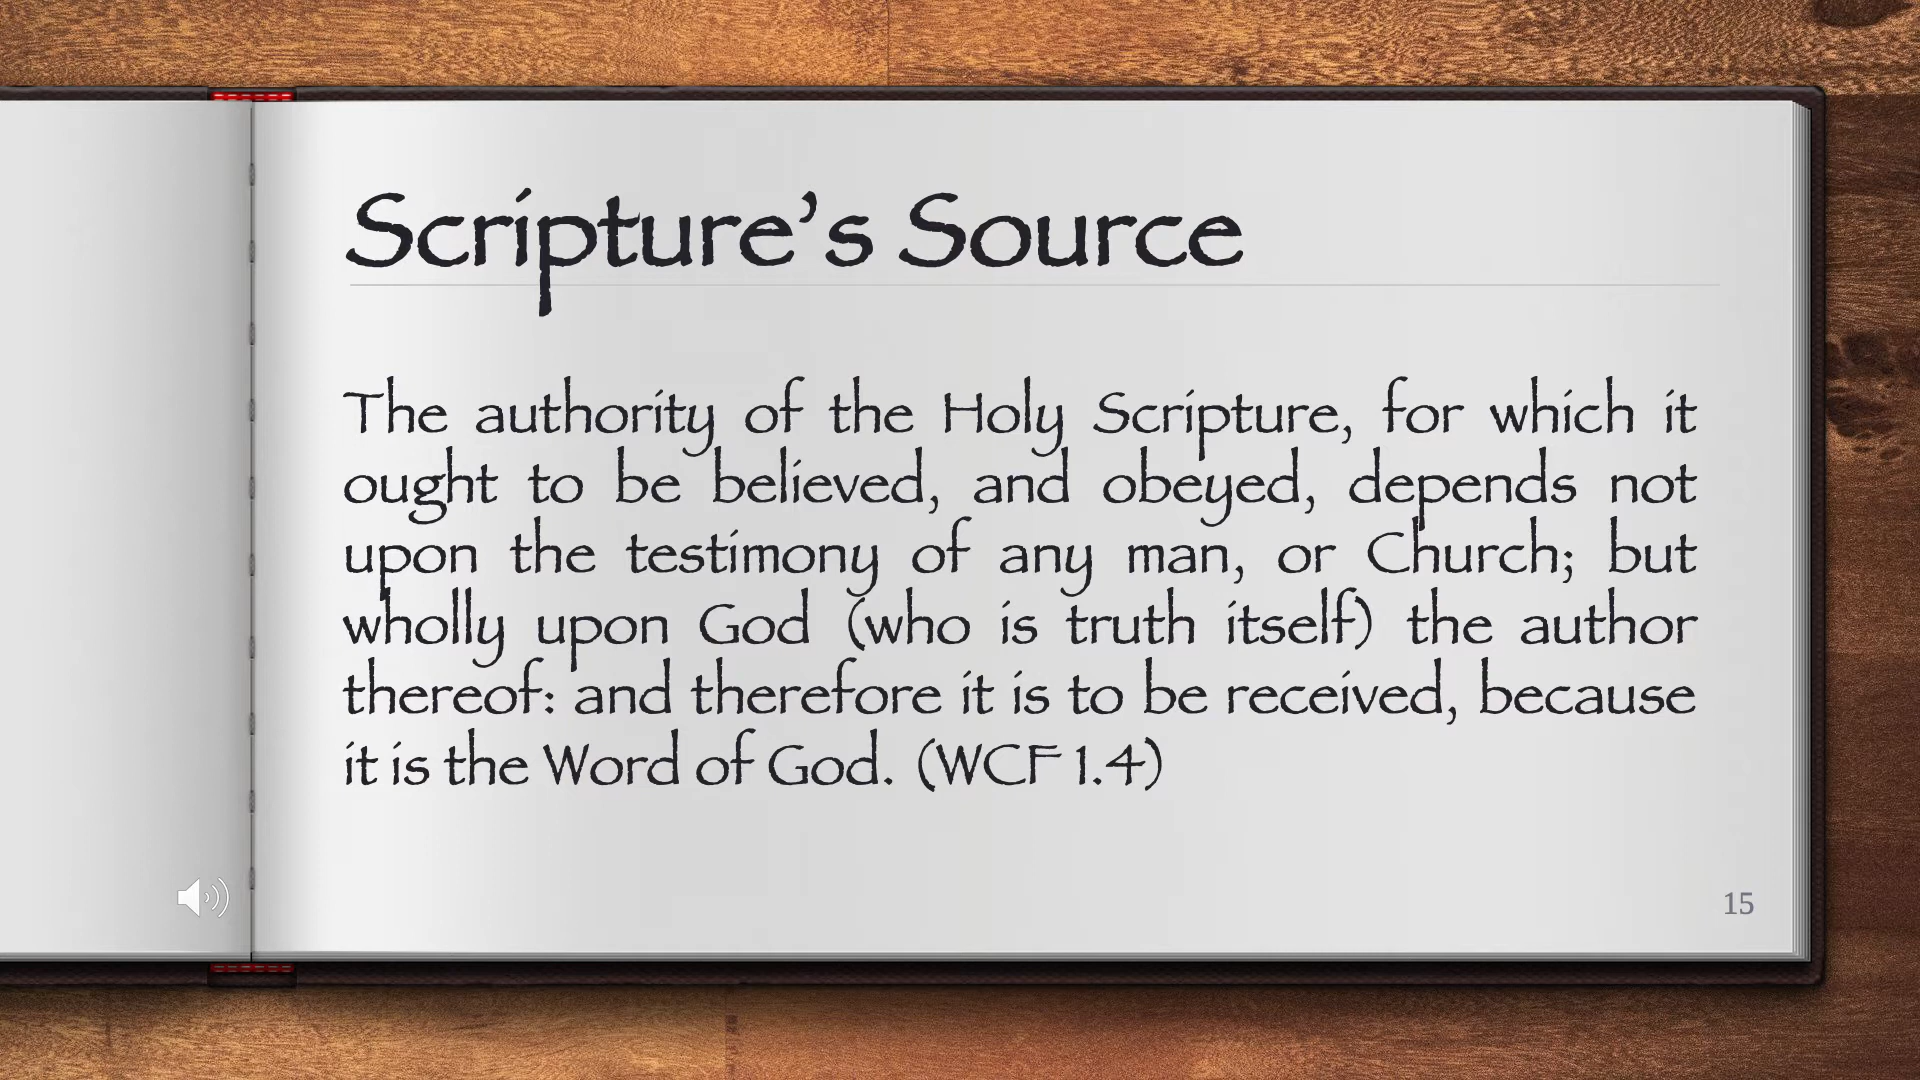 Scripture’s Source
The authority of the Holy Scripture, for which it
ought to be believed, and obeyed, depends not
upon the testimony of any man, or Church; but
wholly upon God (who is truth itself) the author
thereof: and therefore it is to be received, because
it is the Word of God. (WCF 1.4)
15